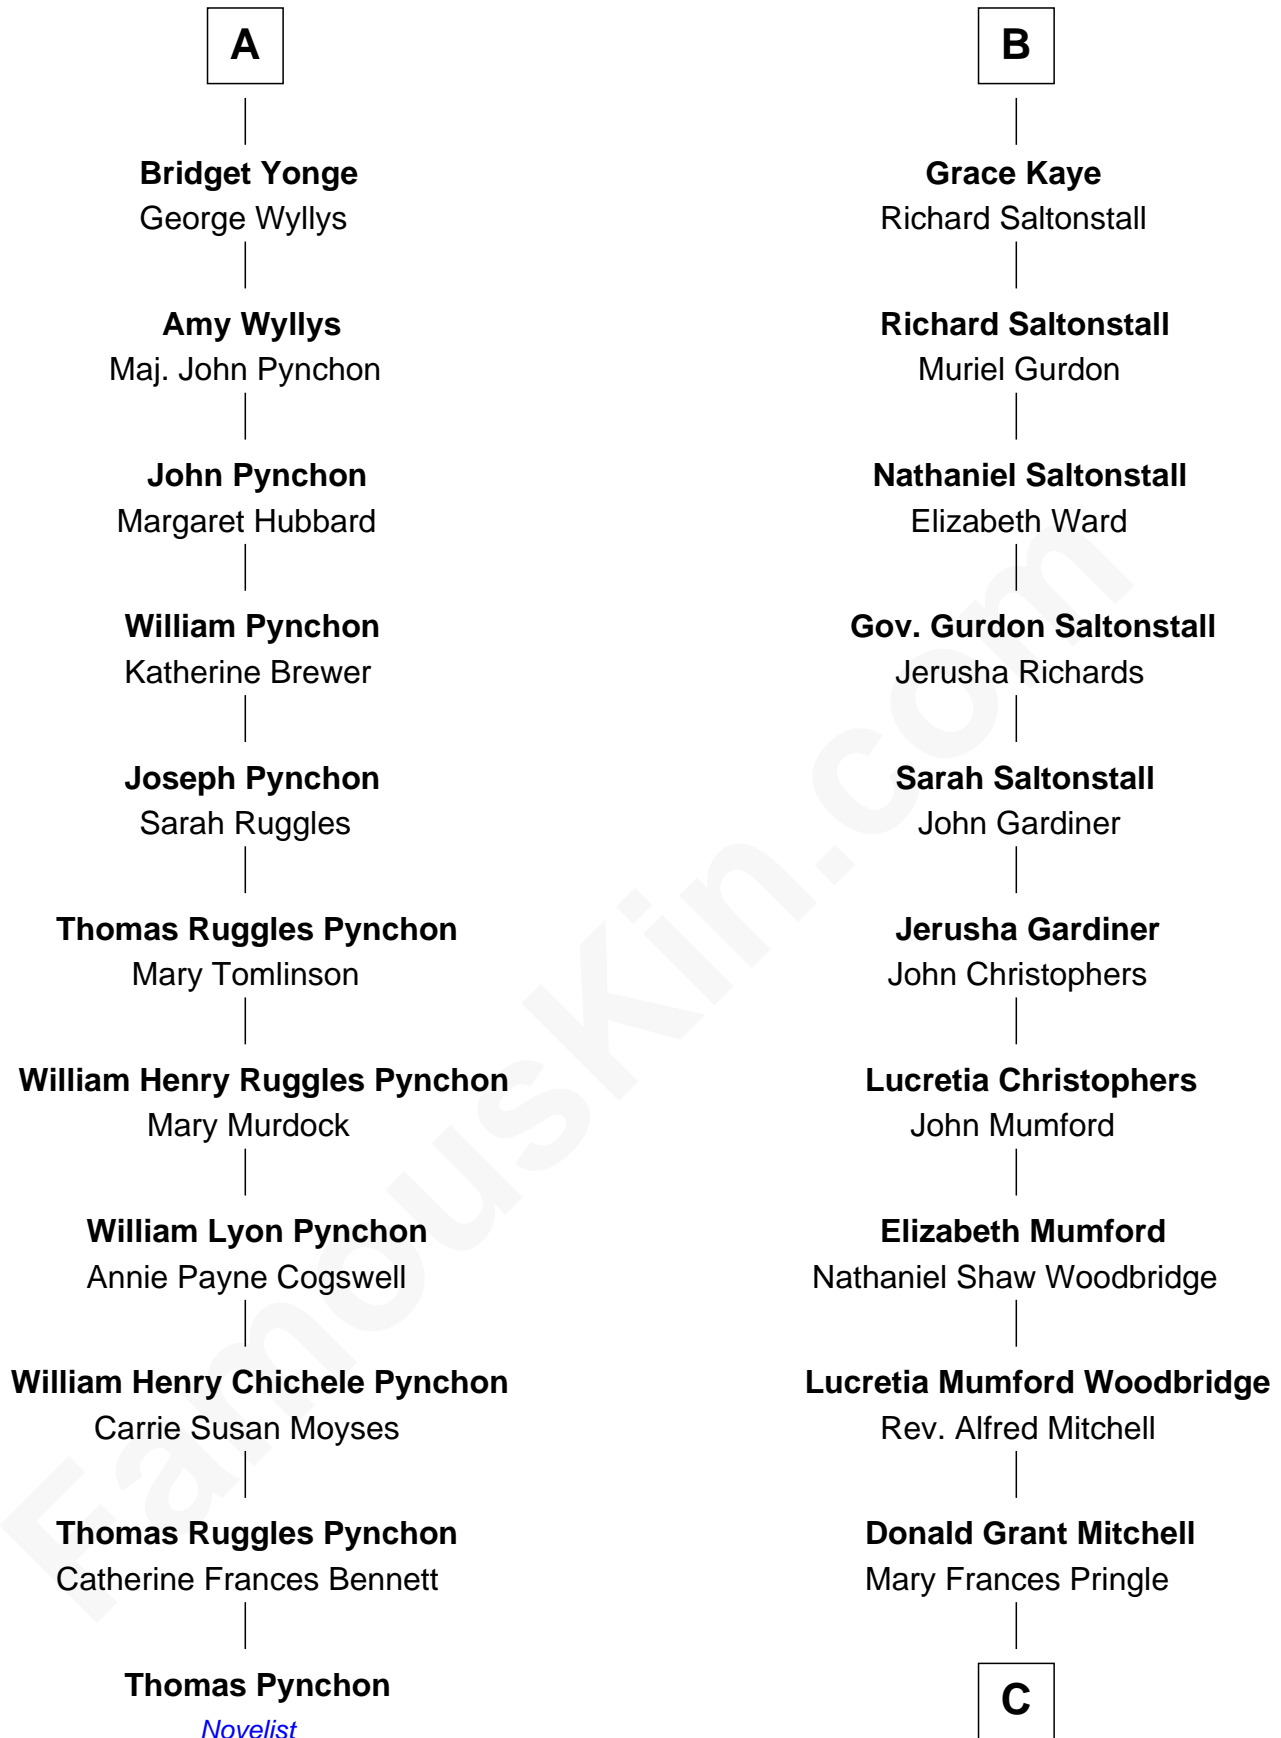 A
Bridget Yonge
George Wyllys
Amy Wyllys
Maj. John Pynchon
John Pynchon
Margaret Hubbard
William Pynchon
Katherine Brewer
Joseph Pynchon
Sarah Ruggles
Thomas Ruggles Pynchon
Mary Tomlinson
William Henry Ruggles Pynchon
Mary Murdock
William Lyon Pynchon
Annie Payne Cogswell
William Henry Chichele Pynchon
Carrie Susan Moyses
Thomas Ruggles Pynchon
Catherine Frances Bennett
Thomas Pynchon
Novelist
B
Grace Kaye
Richard Saltonstall
Richard Saltonstall
Muriel Gurdon
Nathaniel Saltonstall
Elizabeth Ward
Gov. Gurdon Saltonstall
Jerusha Richards
Sarah Saltonstall
John Gardiner
Jerusha Gardiner
John Christophers
Lucretia Christophers
John Mumford
Elizabeth Mumford
Nathaniel Shaw Woodbridge
Lucretia Mumford Woodbridge
Rev. Alfred Mitchell
Donald Grant Mitchell
Mary Frances Pringle
C
FamousKin.com